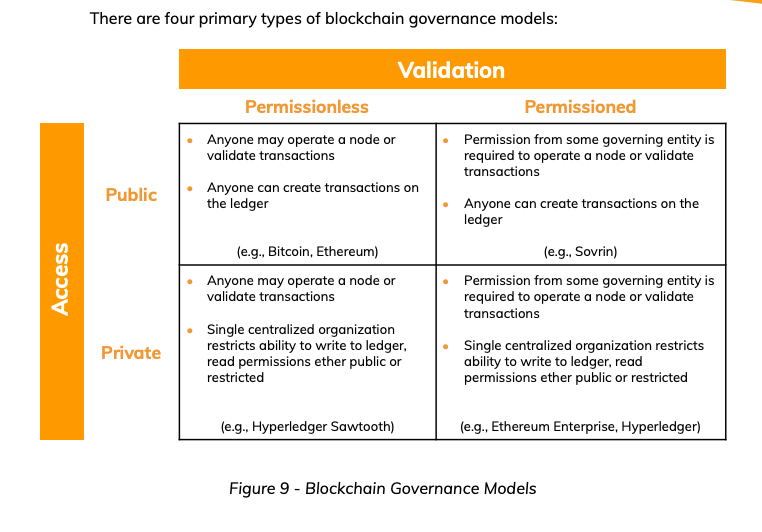 There are four primary types of blockchain governance models:
Validation
Permissionless
Permissioned
Access
Public
Anyone may operate a node or
validate transactions
Anyone can create transactions on
the ledger
(e.g., Bitcoin, Ethereum)
Permission from some governing entity is
required to operate a node or validate
transactions
Anyone can create transactions on the
ledger
(e.g., Sovrin)
Private
Anyone may operate a node or
validate transactions
Single centralized organization
restricts ability to write to ledger,
read permissions ether public or
restricted
(e.g., Hyperledger Sawtooth)
Permission from some governing entity is
required to operate a node or validate
transactions
Single centralized organization restricts
ability to write to ledger, read
permissions ether public or restricted
(e.g., Ethereum Enterprise, Hyperledger)
Figure 9 - Blockchain Governance Models